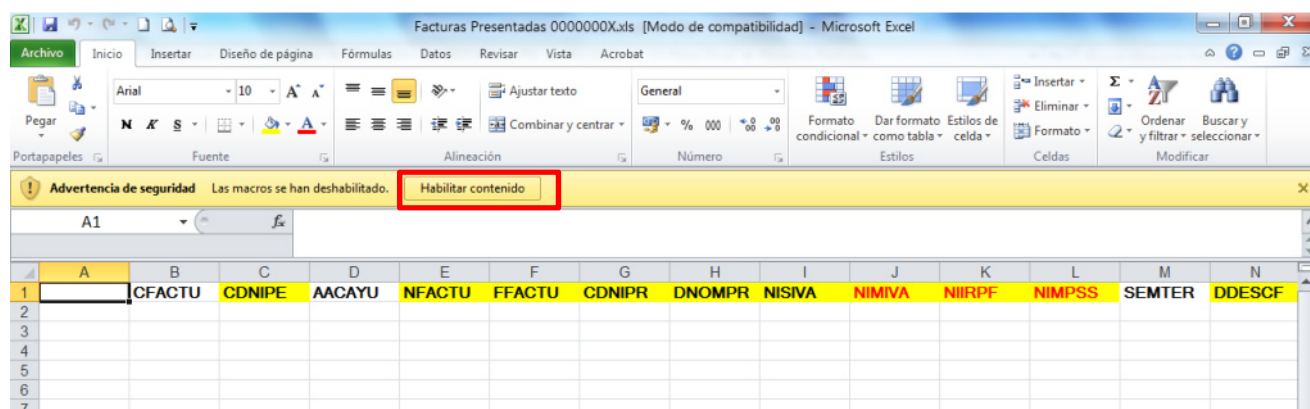 Facturas Presentadas 0000000X.xls [Modo de compatibilidad] - Microsoft Excel
Archivo Inicio Insertar Diseño de página Fórmulas Datos Revisar Vista Acrobat
Pegar
Portapapeles
Arial 10
N K S
Fuente
Ajustar texto
Combinar y centrar
Alineación
General
% 000
Número
Formato condicional
Dar formato como tabla
Estilos de celda
Estilos
Insertar
Eliminar
Formato
Celdas
Ordenar y filtrar
Buscar y seleccionar
Modificar
Advertencia de seguridad Las macros se han deshabilitado. Habilitar contenido
A1 fx
A B C D E F G H I J K L M N
1 CFACTU CDNIPE AACAYU NFACTU FFACTU CDNIPR DNOMPR NISIVA NIMIVA NIIRPF NIMPSS SEMTER DDESCF
2
3
4
5
6
7